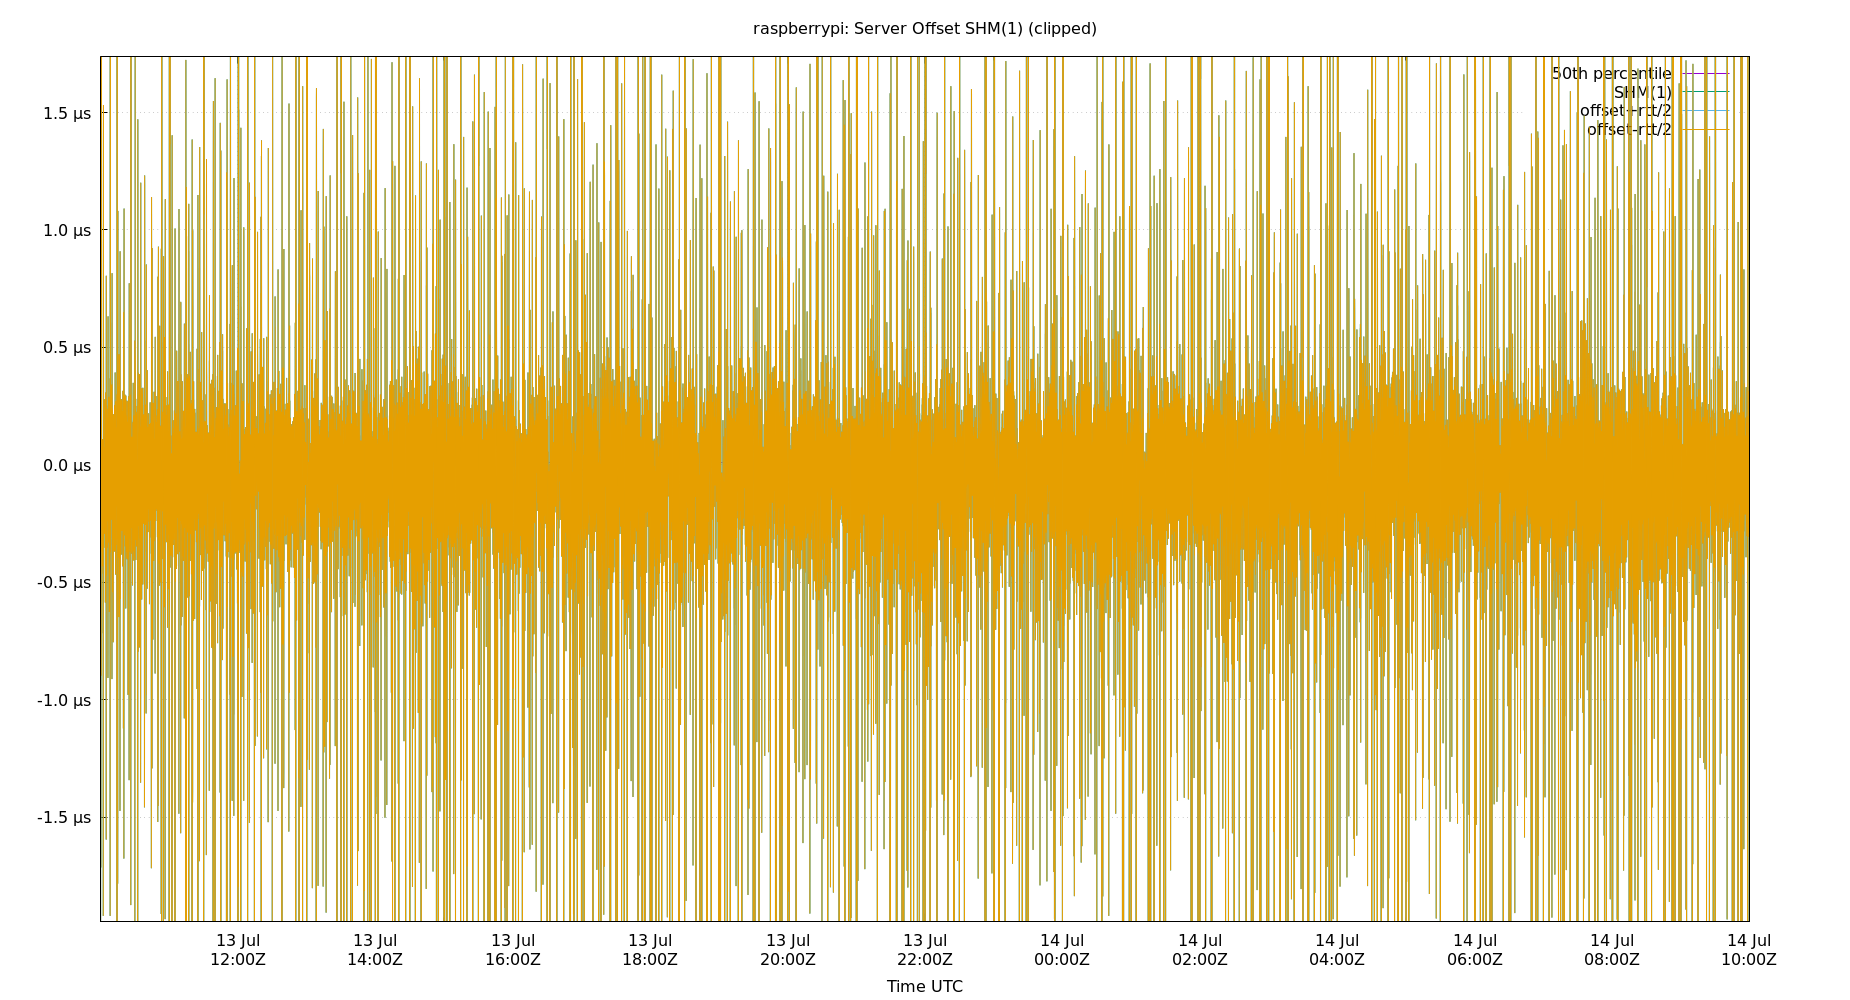 raspberrypi: Server Offset SHM(1) (clipped)
50th percentile
SHM(1)
offset+rtt/2
offset-rtt/2
1.5 µs
1.0 µs
0.5 µs
0.0 µs
-0.5 µs
-1.0 µs
-1.5 µs
13 Jul 13 Jul 13 Jul 13 Jul 13 Jul 13 Jul 14 Jul 14 Jul 14 Jul 14 Jul 14 Jul 14 Jul
12:00Z 14:00Z 16:00Z 18:00Z 20:00Z 22:00Z 00:00Z 02:00Z 04:00Z 06:00Z 08:00Z 10:00Z
Time UTC